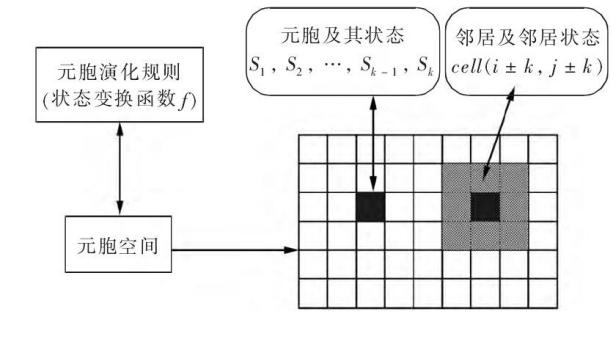 元胞演化规则
(状态变换函数f)
元胞空间
元胞及其状态
S₁, S₂, …, Sₖ₋₁, Sₖ
邻居及邻居状态
cell(i ± k, j ± k)